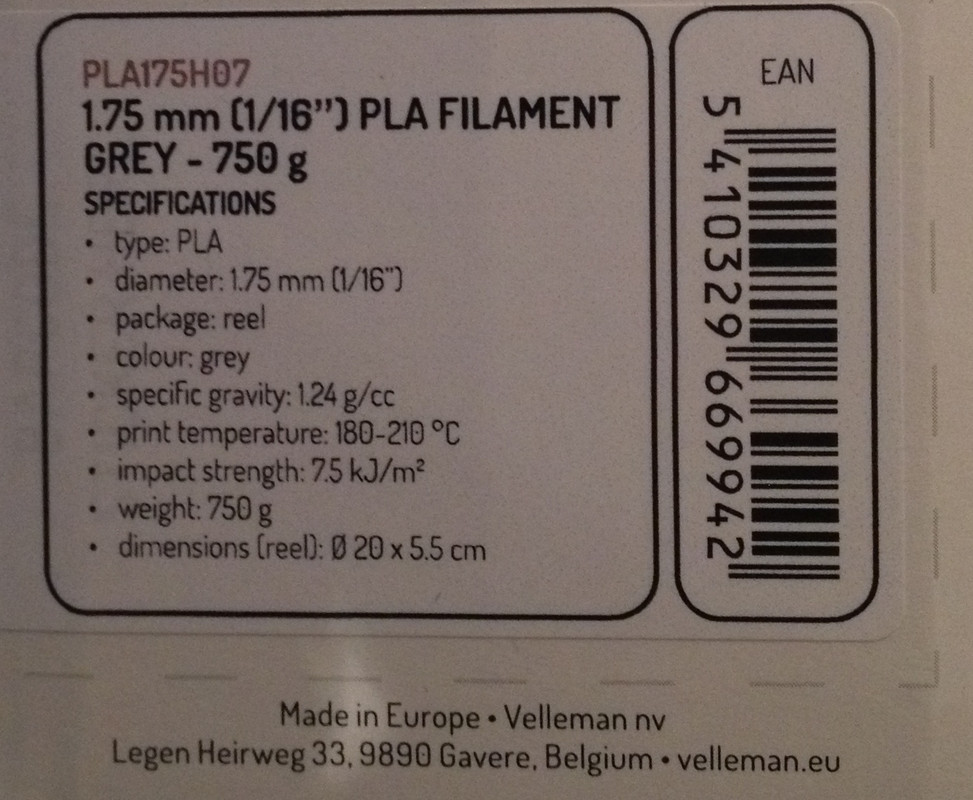 PLA175H07
1.75 mm (1/16”) PLA FILAMENT
GREY - 750 g
SPECIFICATIONS
• type: PLA
• diameter: 1.75 mm (1/16")
• package: reel
• colour: grey
• specific gravity: 1.24 g/cc
• print temperature: 180-210 °C
• impact strength: 7.5 kJ/m²
• weight: 750 g
• dimensions (reel): Ø 20 x 5.5 cm
EAN
5 410329 669942
Made in Europe • Velleman nv
Legen Heirweg 33, 9890 Gavere, Belgium • velleman.eu